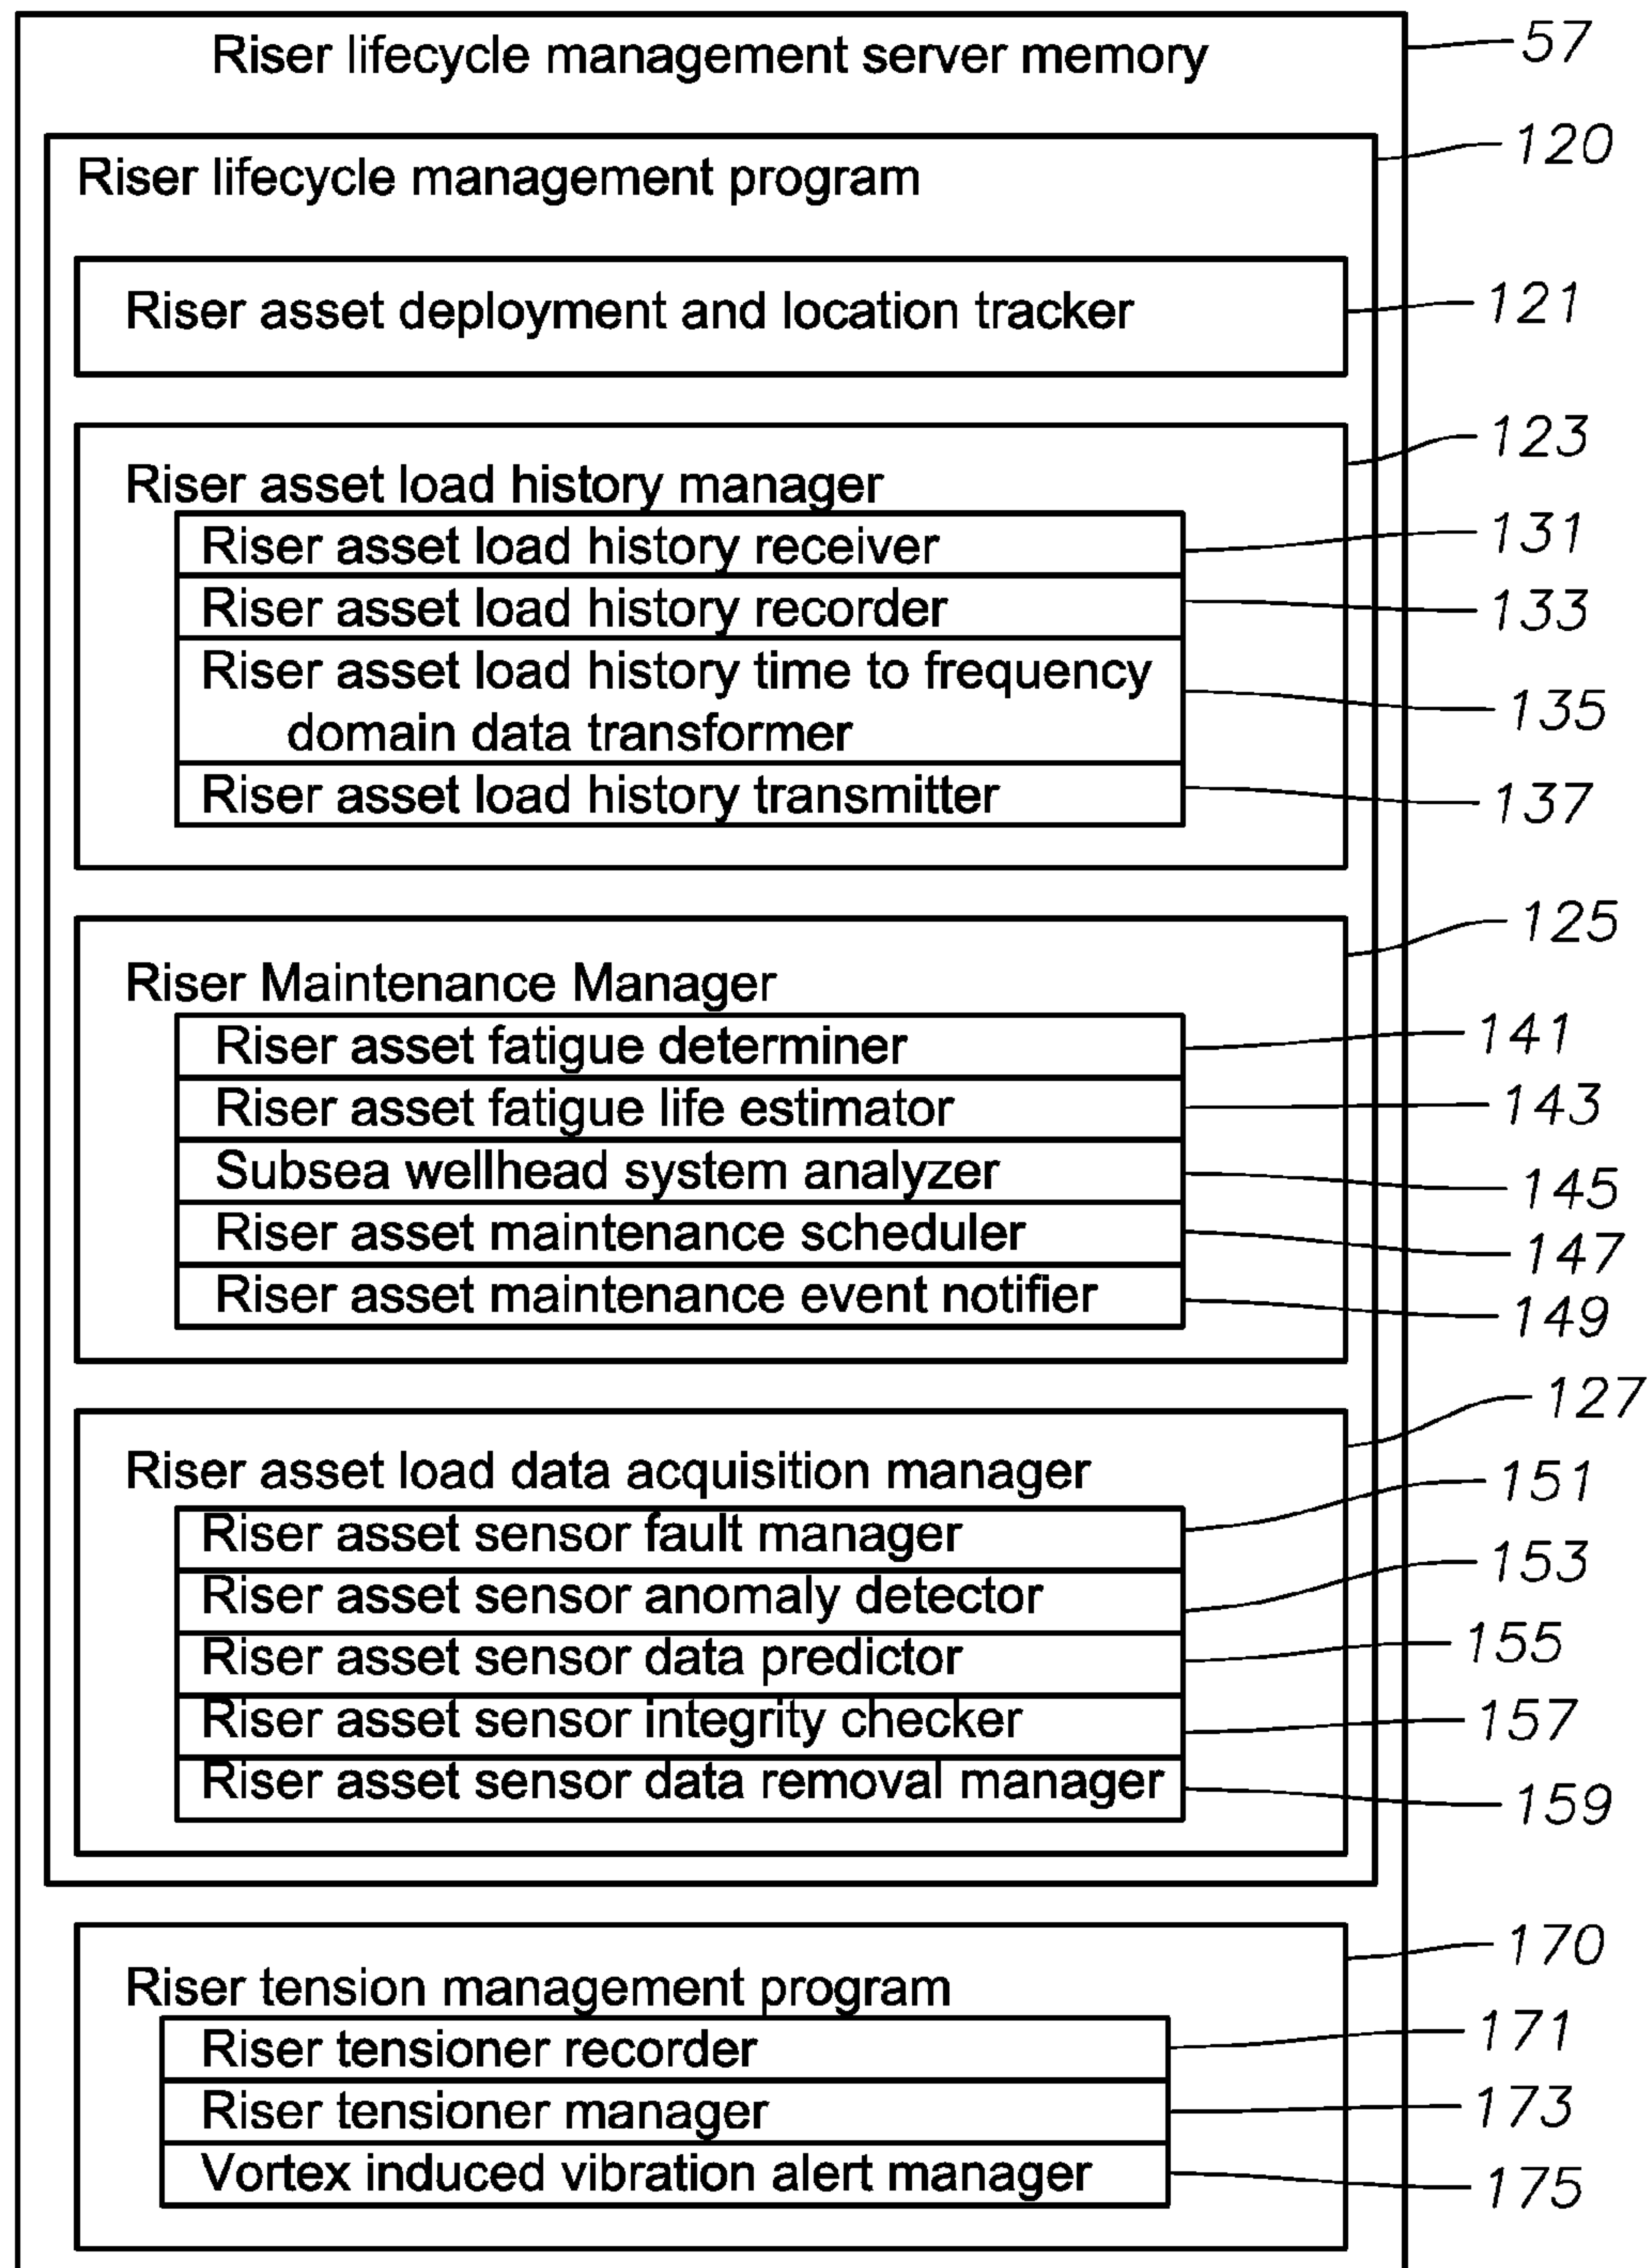 Riser lifecycle management server memory
57
120
Riser lifecycle management program
Riser asset deployment and location tracker
121
123
Riser asset load history manager
Riser asset load history receiver
131
Riser asset load history recorder
133
Riser asset load history time to frequency
domain data transformer
135
Riser asset load history transmitter
137
125
Riser Maintenance Manager
Riser asset fatigue determiner
141
Riser asset fatigue life estimator
143
Subsea wellhead system analyzer
145
Riser asset maintenance scheduler
147
Riser asset maintenance event notifier
149
127
Riser asset load data acquisition manager
151
Riser asset sensor fault manager
153
Riser asset sensor anomaly detector
Riser asset sensor data predictor
155
Riser asset sensor integrity checker
157
Riser asset sensor data removal manager
159
170
Riser tension management program
171
Riser tensioner recorder
Riser tensioner manager
173
Vortex induced vibration alert manager
175